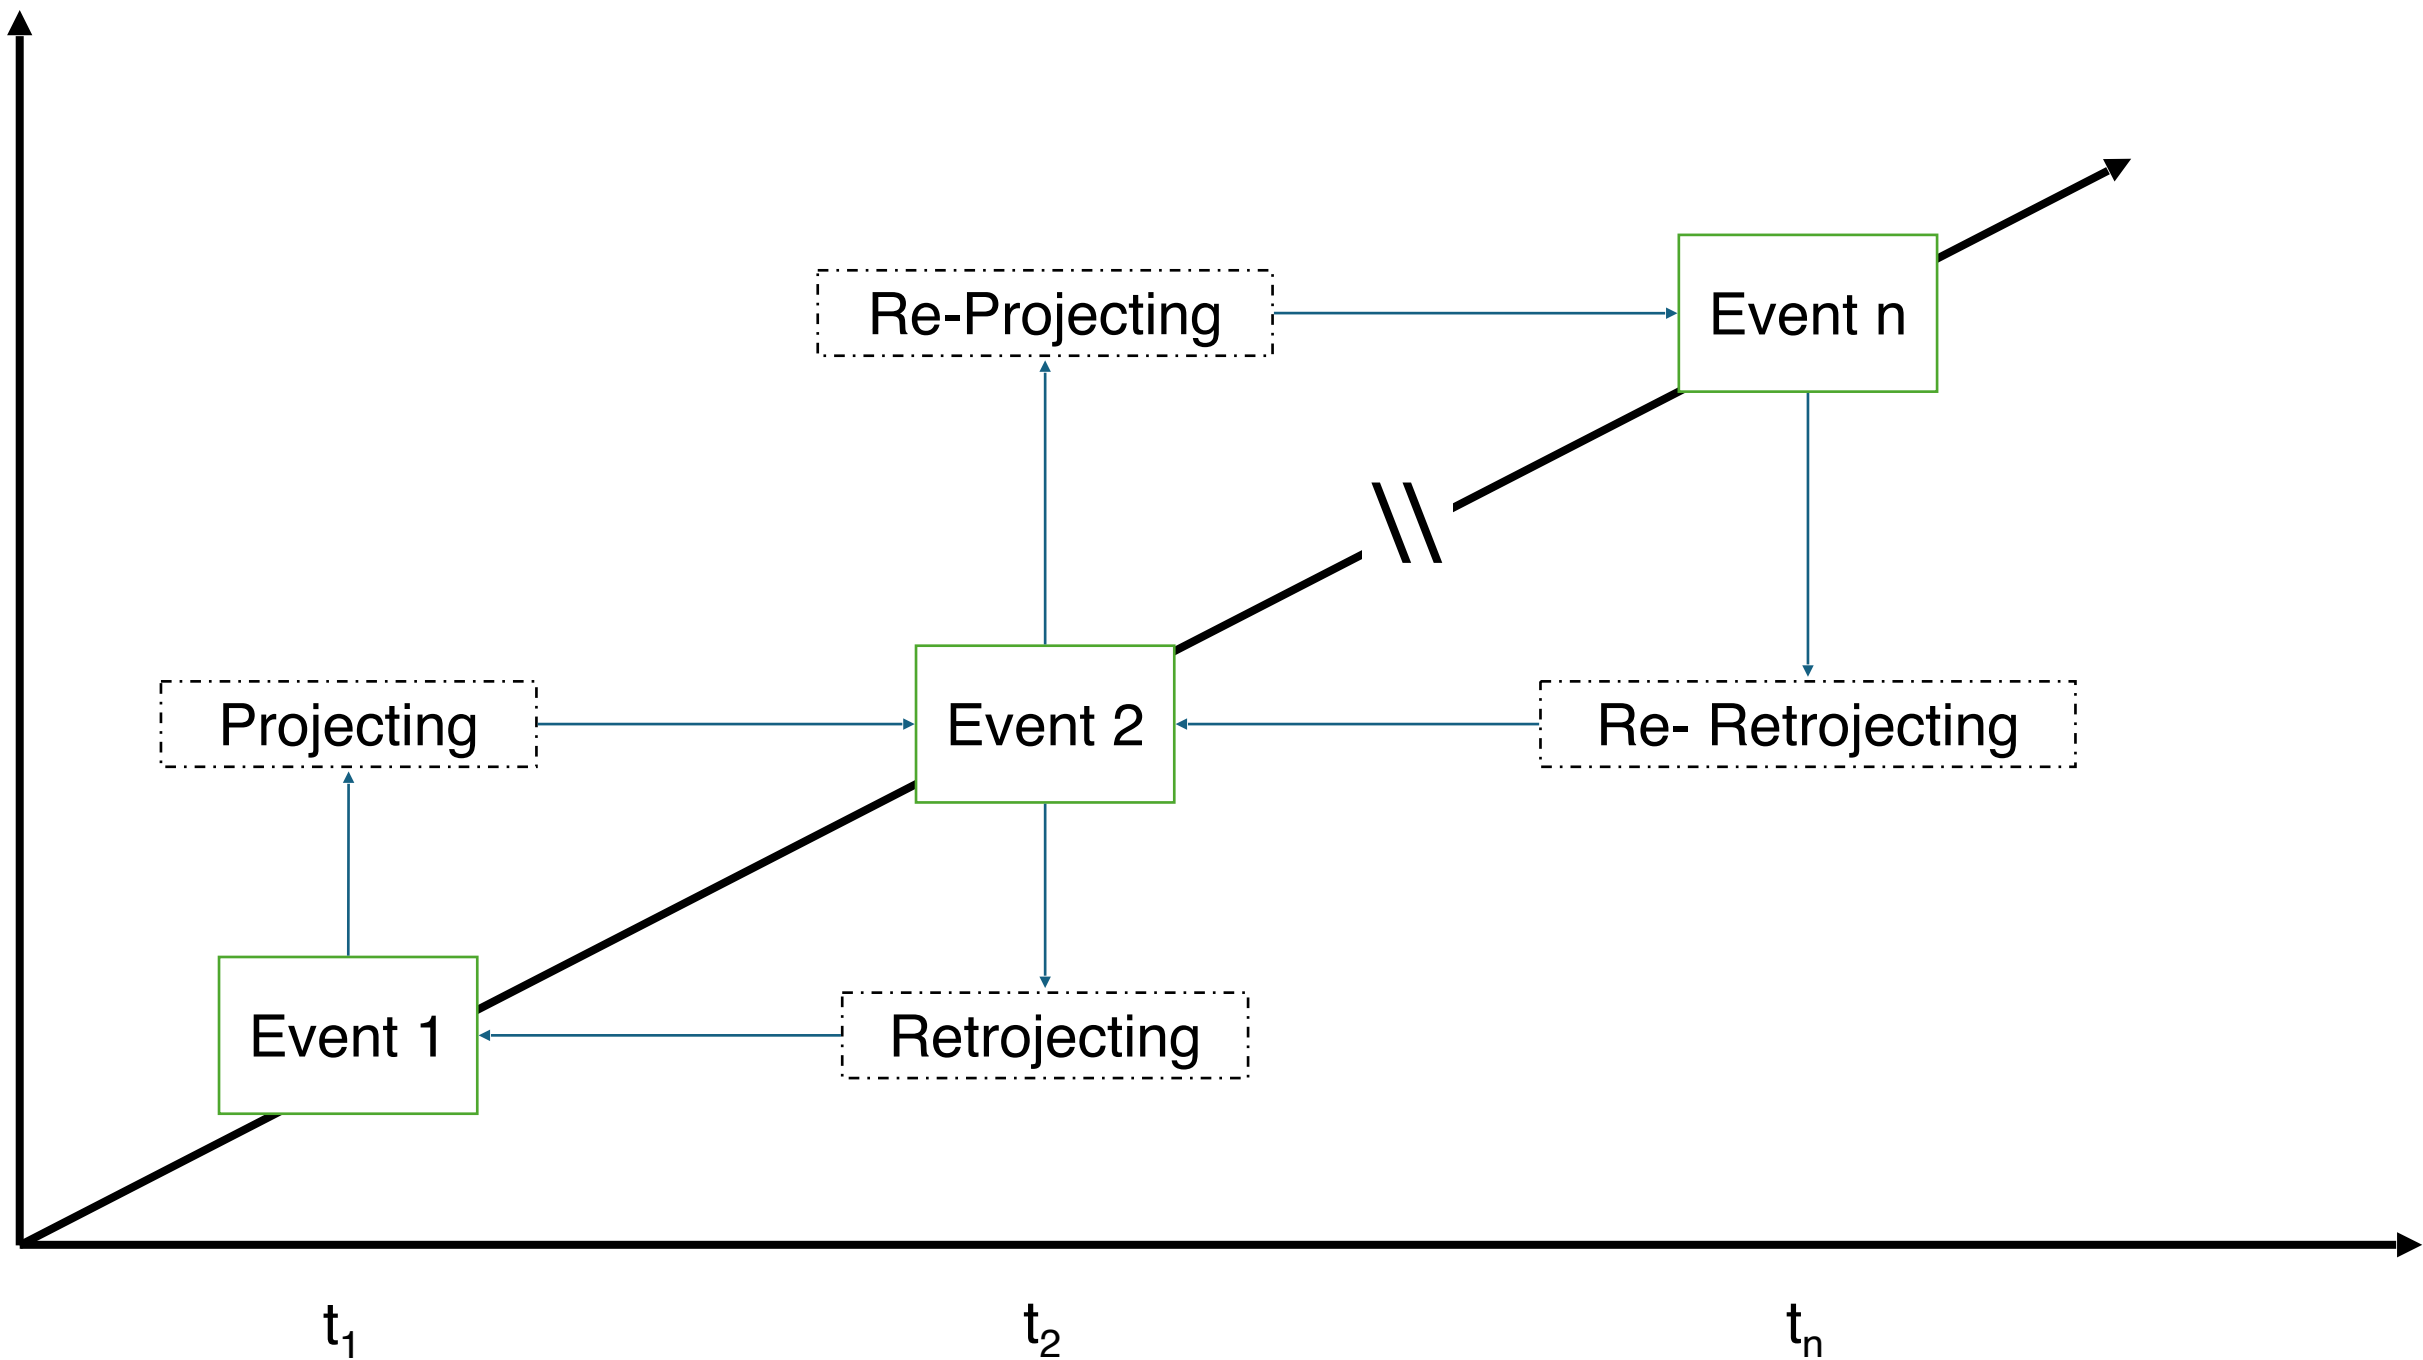 Re-Projecting
Event n
Projecting
Event 2
Re- Retrojecting
Event 1
Retrojecting
t₁
t₂
tₙ